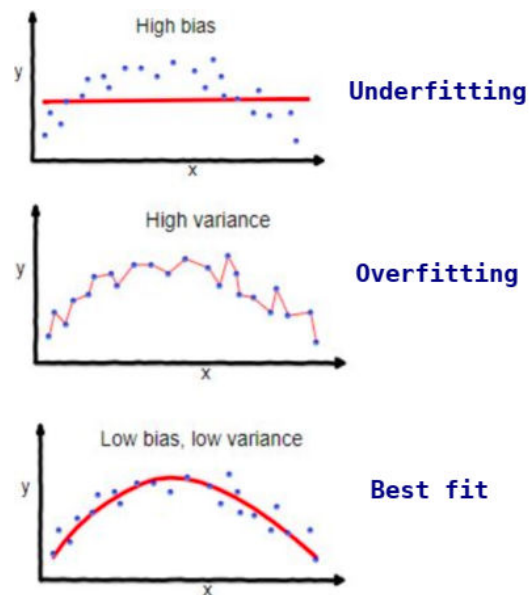 High bias
y
Underfitting
x
High variance
y
Overfitting
x
Low bias, low variance
y
Best fit
x